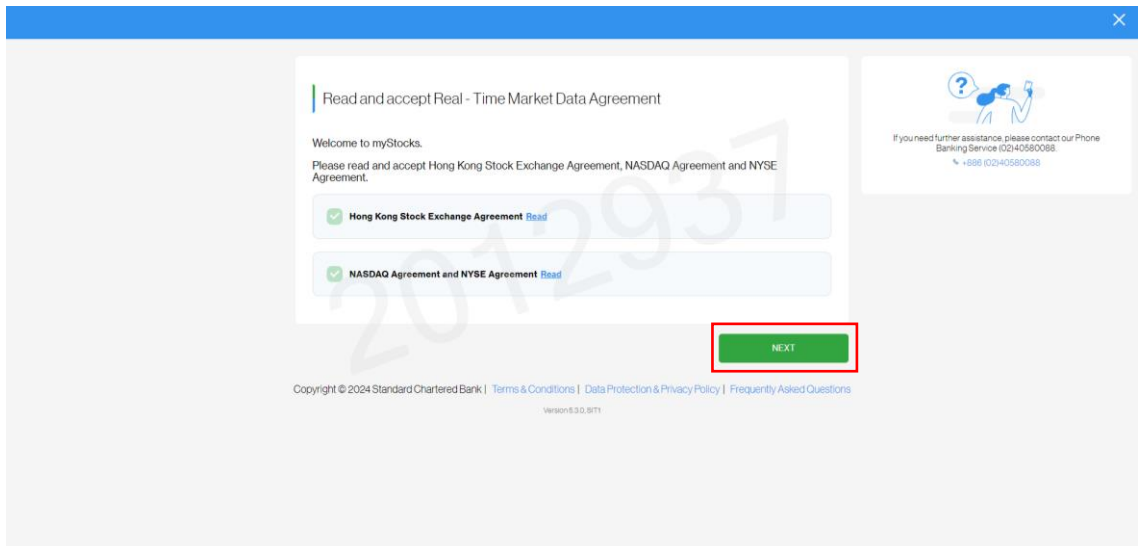 Read and accept Real - Time Market Data Agreement
Welcome to myStocks.
Please read and accept Hong Kong Stock Exchange Agreement, NASDAQ Agreement and NYSE
Agreement.
Hong Kong Stock Exchange Agreement Read
NASDAQ Agreement and NYSE Agreement Read
2012937
NEXT
?
If you need further assistance, please contact our Phone
Banking Service (02)40580088.
+886 (02)40580088
Copyright © 2024 Standard Chartered Bank | Terms & Conditions | Data Protection & Privacy Policy | Frequently Asked Questions